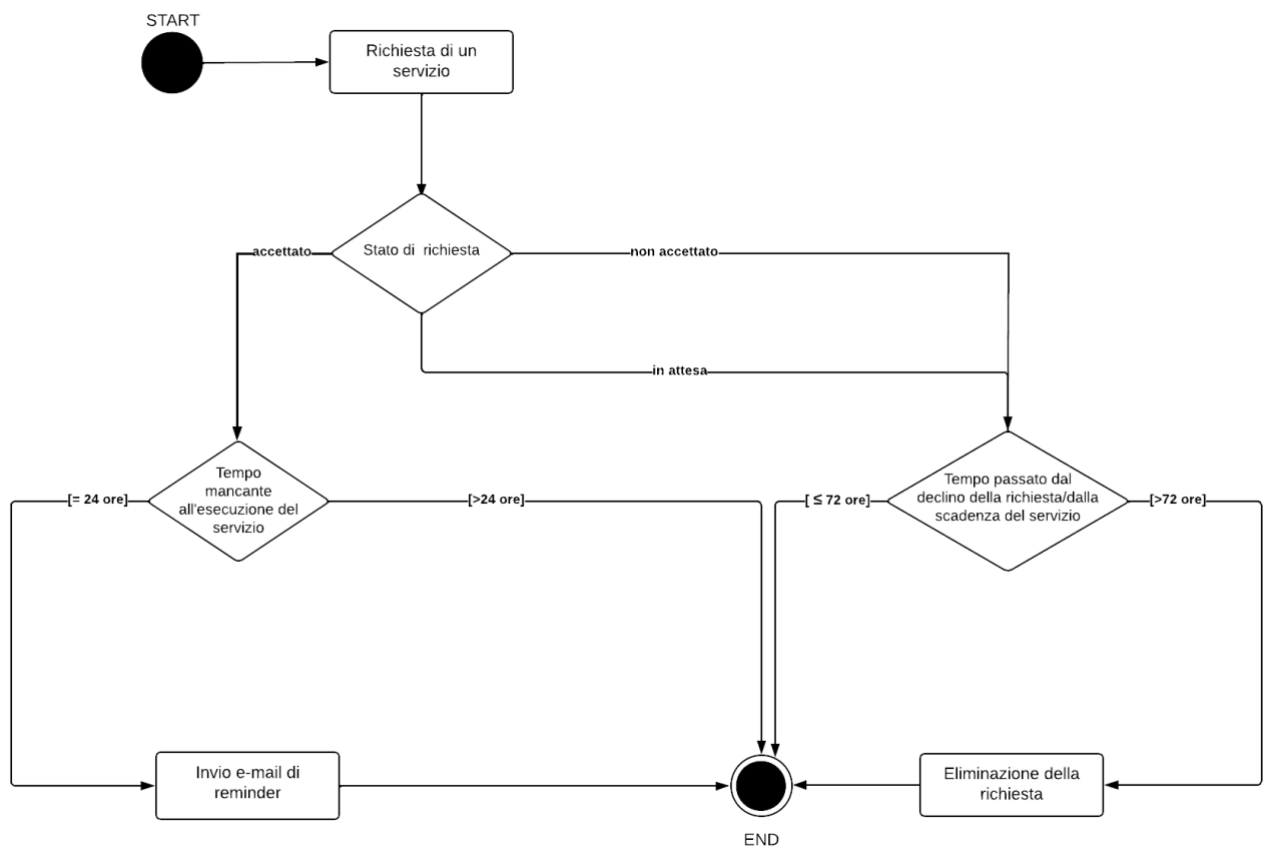 START
Richiesta di un
servizio
accettato
Stato di richiesta
non accettato
in attesa
[= 24 ore]
Tempo
mancante
all'esecuzione del
servizio
[>24 ore]
[ ≤ 72 ore]
Tempo passato dal
declino della richiesta/dalla
scadenza del servizio
[>72 ore]
Invio e-mail di
reminder
Eliminazione della
richiesta
END